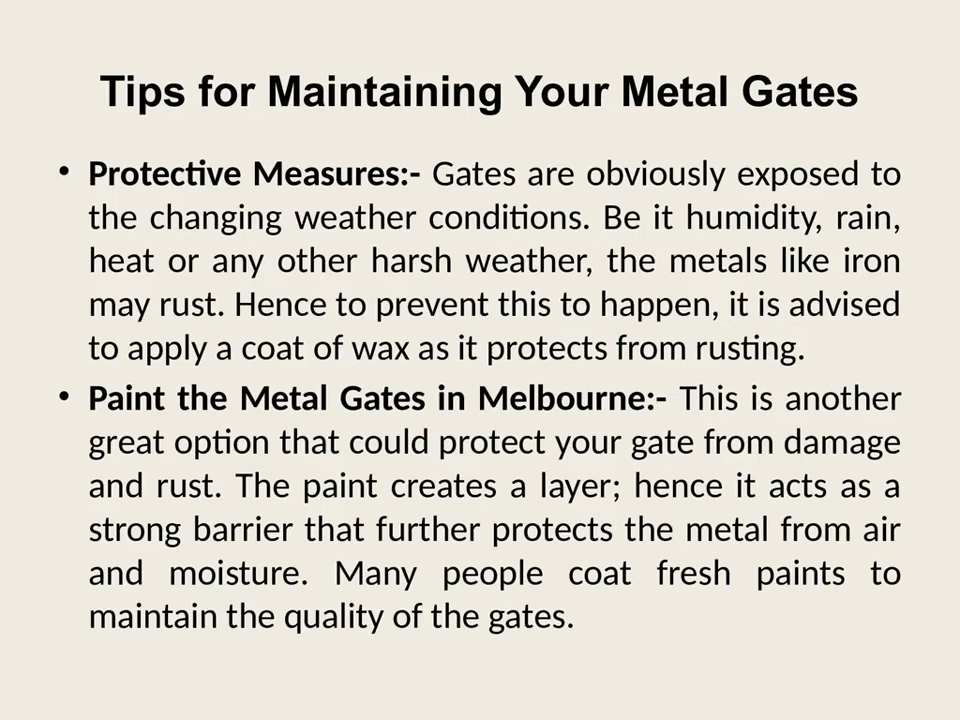 Tips for Maintaining Your Metal Gates
• Protective Measures:- Gates are obviously exposed to
the changing weather conditions. Be it humidity, rain,
heat or any other harsh weather, the metals like iron
may rust. Hence to prevent this to happen, it is advised
to apply a coat of wax as it protects from rusting.
• Paint the Metal Gates in Melbourne:- This is another
great option that could protect your gate from damage
and rust. The paint creates a layer; hence it acts as a
strong barrier that further protects the metal from air
and moisture. Many people coat fresh paints to
maintain the quality of the gates.